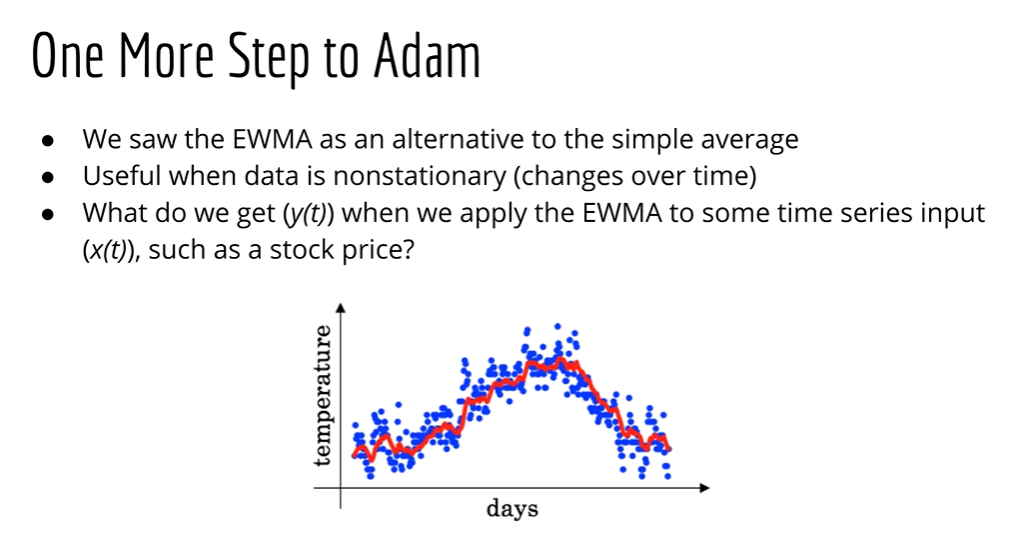 One More Step to Adam
● We saw the EWMA as an alternative to the simple average
● Useful when data is nonstationary (changes over time)
● What do we get (y(t)) when we apply the EWMA to some time series input
(x(t)), such as a stock price?
temperature
days